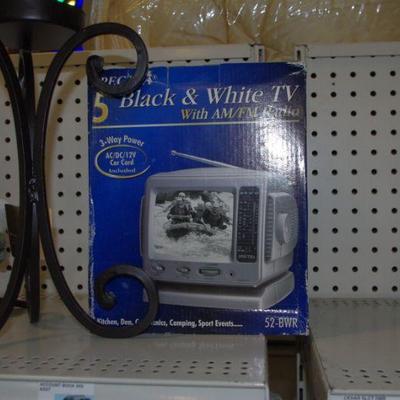 5 Black & White TV
With AM/FM Radio
3-Way Power
AC/DC/12V
Car Cord
Included
Kitchen, Den, Camping, Sport Events.....
52-BWR